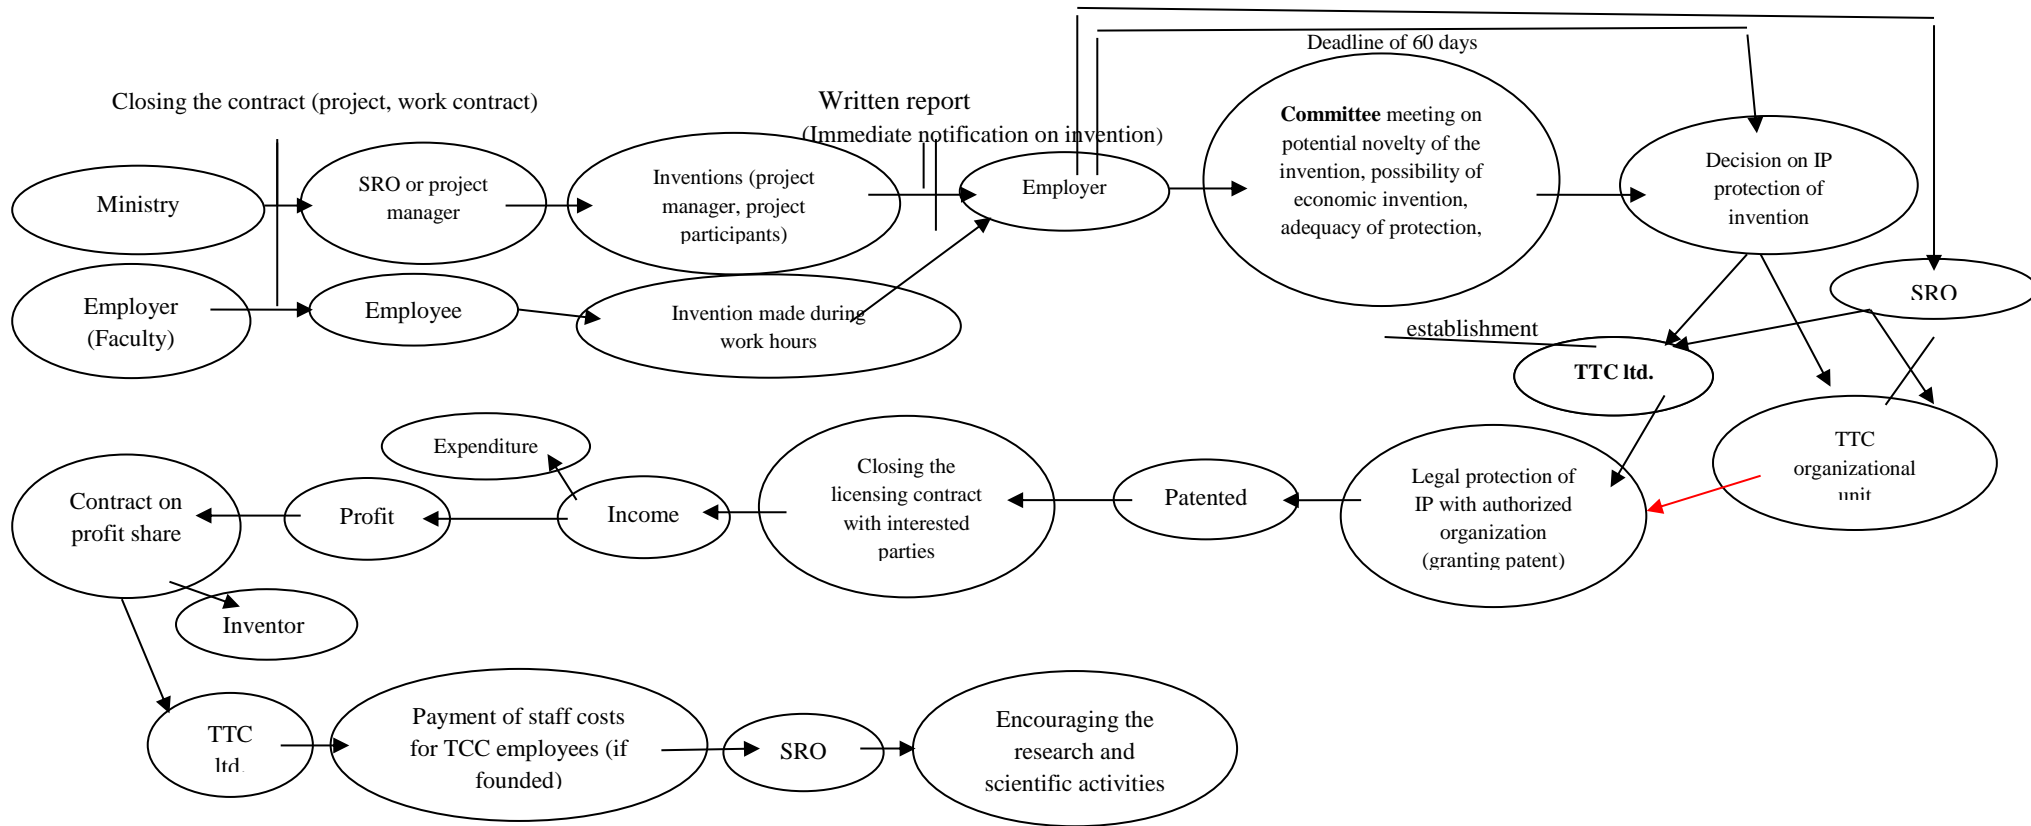 Deadline of 60 days
Closing the contract (project, work contract)
Written report
(Immediate notification on invention)
Ministry
SRO or project
manager
Inventions (project
manager, project
participants)
Employer
Committee meeting on
potential novelty of the
invention, possibility of
economic invention,
adequacy of protection,
Decision on IP
protection of
invention
SRO
Employer
(Faculty)
Employee
Invention made during
work hours
establishment
TTC ltd.
TTC
organizational
unit
Legal protection of
IP with authorized
organization
(granting patent)
Patented
Closing the
licensing contract
with interested
parties
Income
Expenditure
Profit
Contract on
profit share
Inventor
TTC
ltd.
Payment of staff costs
for TCC employees (if
founded)
SRO
Encouraging the
research and
scientific activities